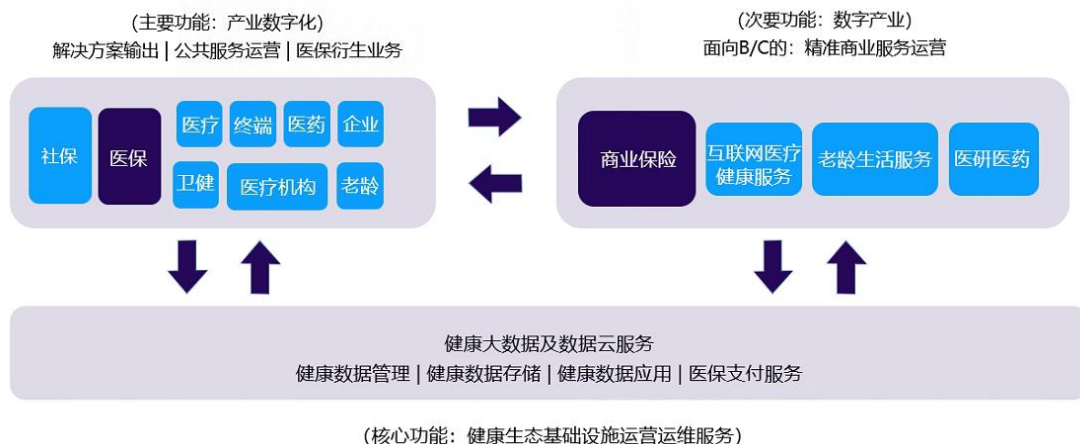 (主要功能：产业数字化)
解决方案输出 | 公共服务运营 | 医保衍生业务
(次要功能：数字产业)
面向B/C的：精准商业服务运营
社保
医保
医疗
终端
医药
企业
卫健
医疗机构
老龄
商业保险
互联网医疗
健康服务
老龄生活服务
医研医药
健康大数据及数据云服务
健康数据管理 | 健康数据存储 | 健康数据应用 | 医保支付服务
(核心功能：健康生态基础设施运营运维服务)